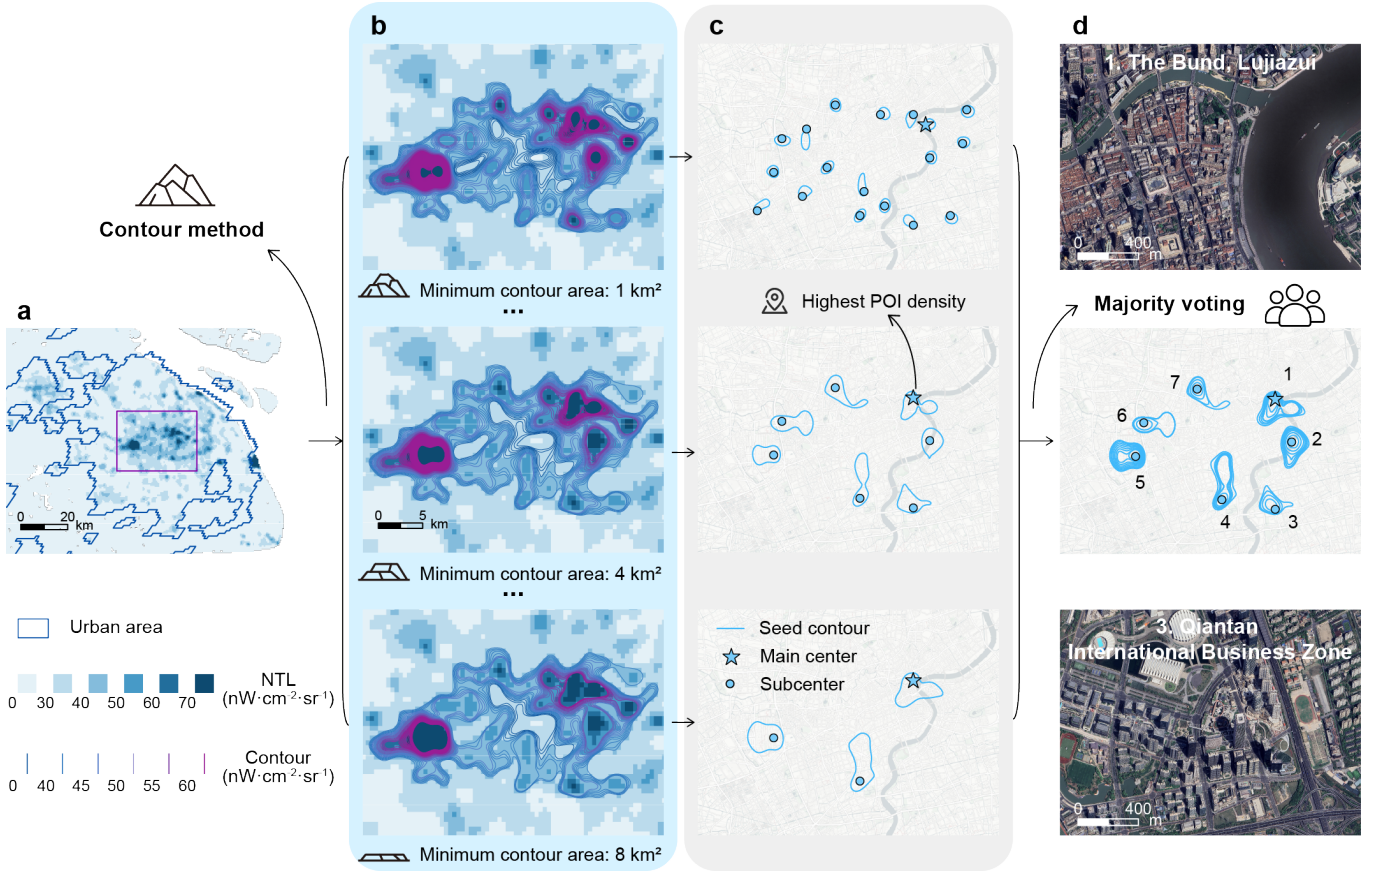 a
Contour method
0 20 km
Urban area
NTL
(nW·cm⁻²·sr⁻¹)
0 30 40 50 60 70
Contour
(nW·cm⁻²·sr⁻¹)
0 40 45 50 55 60
b
Minimum contour area: 1 km²
...
0 5 km
Minimum contour area: 4 km²
...
Minimum contour area: 8 km²
c
Highest POI density
Seed contour
Main center
Subcenter
d
1. The Bund, Lujiazui
0 400 m
Majority voting
1
7
6
2
5
4
3
3. Qiantan
International Business Zone
0 400 m